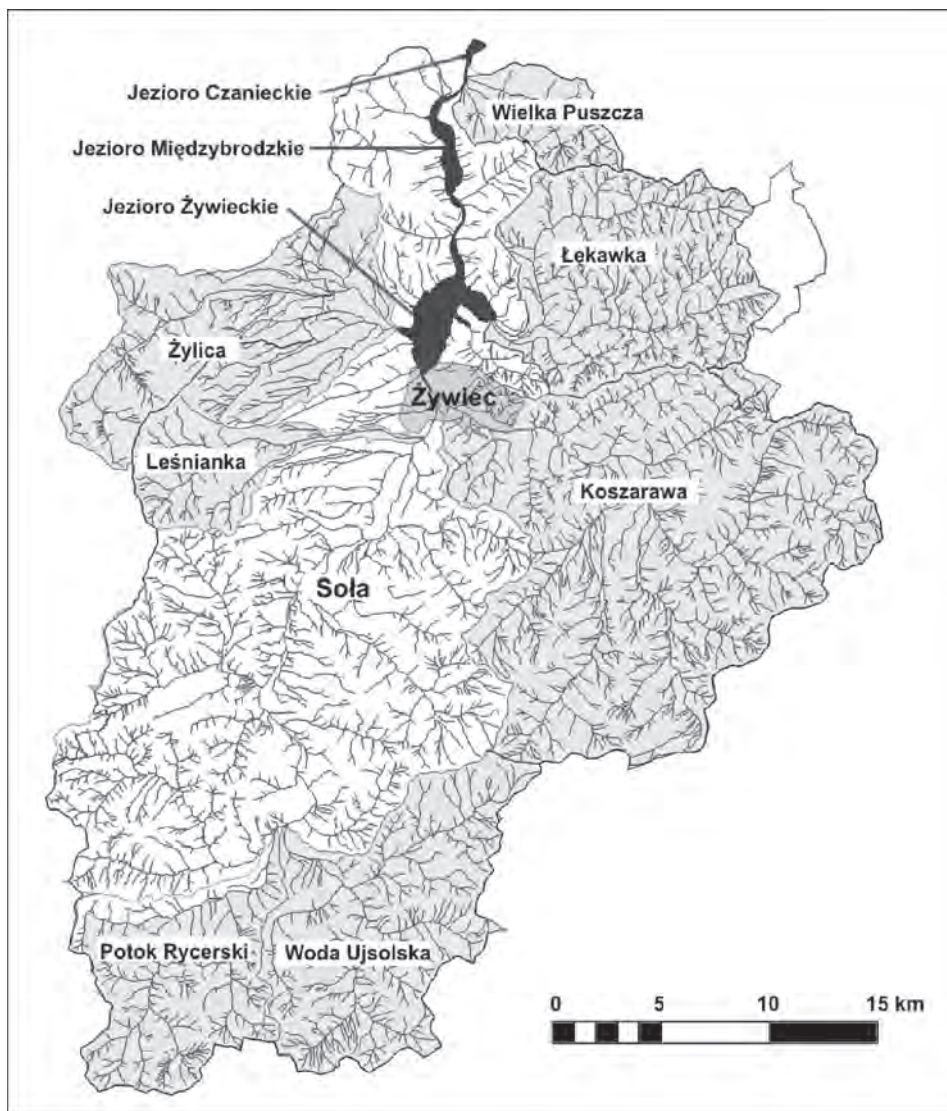 Jezioro Czanieckie
Wielka Puszcza
Jezioro Międzybrodzkie
Jezioro Żywieckie
Łękawka
Żylica
Żywiec
Leśnianka
Koszarawa
Soła
Potok Rycerski
Woda Ujsolska
0 5 10 15 km